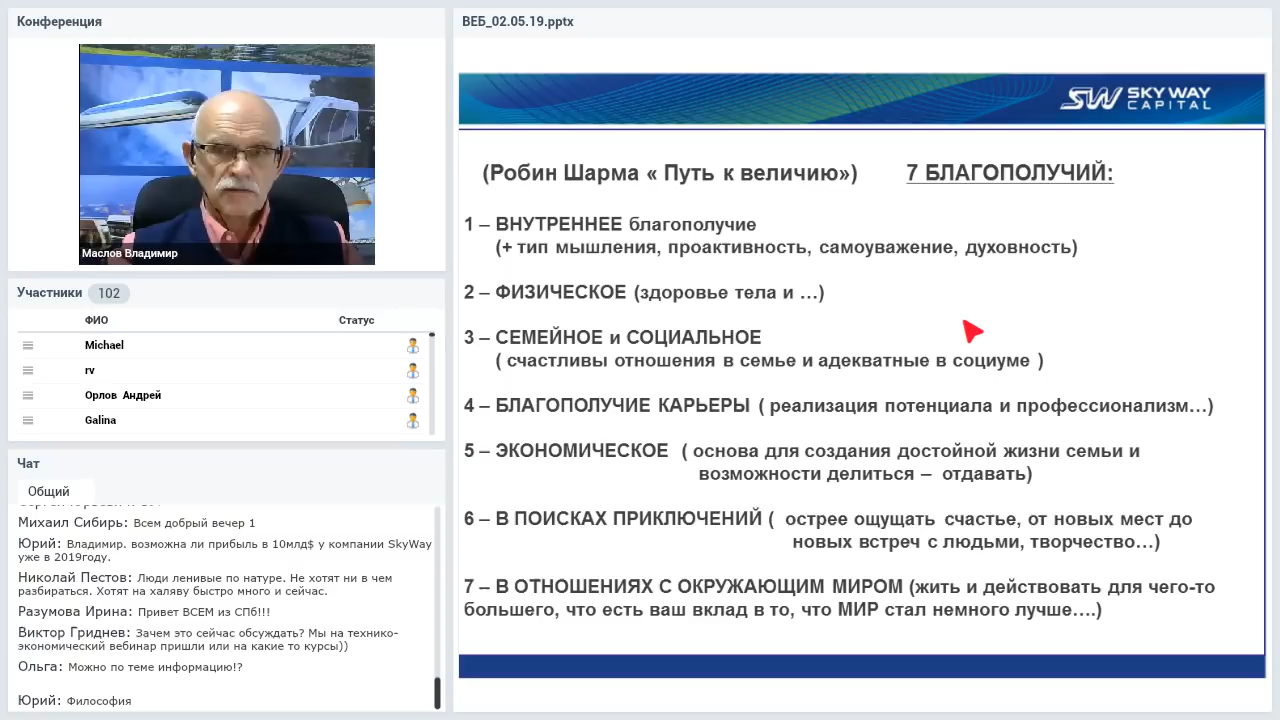 Конференция
Маслов Владимир
Участники 102
ФИО Статус
Michael
rv
Орлов Андрей
Galina
Чат
Общий
Михаил Сибирь: Всем добрый вечер 1
Юрий: Владимир. возможна ли прибыль в 10млд$ у компании SkyWay
уже в 2019году.
Николай Пестов: Люди ленивые по натуре. Не хотят ни в чем
разбираться. Хотят на халяву быстро много и сейчас.
Разумова Ирина: Привет ВСЕМ из СПб!!!
Виктор Гриднев: Зачем это сейчас обсуждать? Мы на технико-
экономический вебинар пришли или на какие то курсы))
Ольга: Можно по теме информацию!?
Юрий: Философия
ВЕБ_02.05.19.pptx
SW SKY WAY
CAPITAL
(Робин Шарма « Путь к величию») 7 БЛАГОПОЛУЧИЙ:
1 – ВНУТРЕННЕЕ благополучие
(+ тип мышления, проактивность, самоуважение, духовность)
2 – ФИЗИЧЕСКОЕ (здоровье тела и …)
3 – СЕМЕЙНОЕ и СОЦИАЛЬНОЕ
( счастливы отношения в семье и адекватные в социуме )
4 – БЛАГОПОЛУЧИЕ КАРЬЕРЫ ( реализация потенциала и профессионализм…)
5 – ЭКОНОМИЧЕСКОЕ ( основа для создания достойной жизни семьи и
возможности делиться – отдавать)
6 – В ПОИСКАХ ПРИКЛЮЧЕНИЙ ( острее ощущать счастье, от новых мест до
новых встреч с людьми, творчество…)
7 – В ОТНОШЕНИЯХ С ОКРУЖАЮЩИМ МИРОМ (жить и действовать для чего-то
большего, что есть ваш вклад в то, что МИР стал немного лучше….)